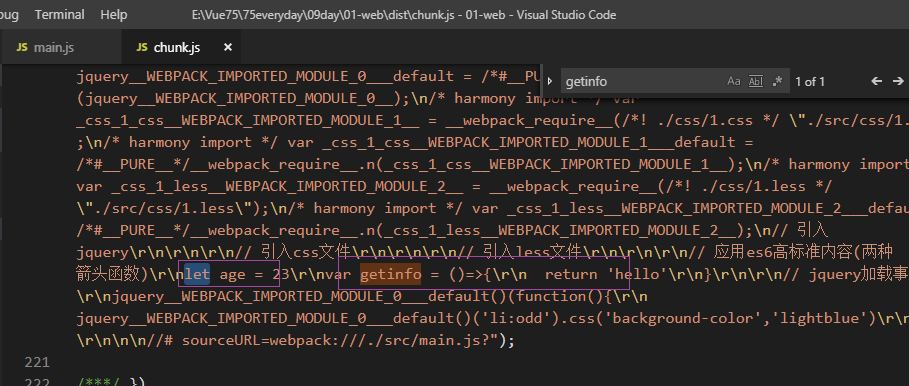 bug Terminal Help E:\Vue75\75everyday\09day\01-web\dist\chunk.js - 01-web - Visual Studio Code
JS main.js JS chunk.js ×
getinfo Aa Abl .* 1 of 1
jquery__WEBPACK_IMPORTED_MODULE_0___default = /*#__PU
(jquery__WEBPACK_IMPORTED_MODULE_0__);\n/* harmony import */ var
_css_1_css__WEBPACK_IMPORTED_MODULE_1__ = __webpack_require__(/*! ./css/1.css */ \"./src/css/1.
;\n/* harmony import */ var _css_1_css__WEBPACK_IMPORTED_MODULE_1___default =
/*#__PURE__*/__webpack_require__.n(_css_1_css__WEBPACK_IMPORTED_MODULE_1__);\n/* harmony import
var _css_1_less__WEBPACK_IMPORTED_MODULE_2__ = __webpack_require__(/*! ./css/1.less */
\"./src/css/1.less\");\n/* harmony import */ var _css_1_less__WEBPACK_IMPORTED_MODULE_2___defau
/*#__PURE__*/__webpack_require__.n(_css_1_less__WEBPACK_IMPORTED_MODULE_2__);\n// 引入
jquery\r\n\r\n\r\n// 引入css文件\r\n\r\n\r\n// 引入less文件\r\n\r\n\r\n// 应用es6高标准内容(两种
箭头函数)\r\nlet age = 23\r\nvar getinfo = ()=>{\r\n  return 'hello'\r\n}\r\n\r\n// jquery加载事
\r\njquery__WEBPACK_IMPORTED_MODULE_0___default()(function(){\r\n
jquery__WEBPACK_IMPORTED_MODULE_0___default()('li:odd').css('background-color','lightblue')\r\n
\r\n\n\n//# sourceURL=webpack:///./src/main.js?");
221
222 /***/ })